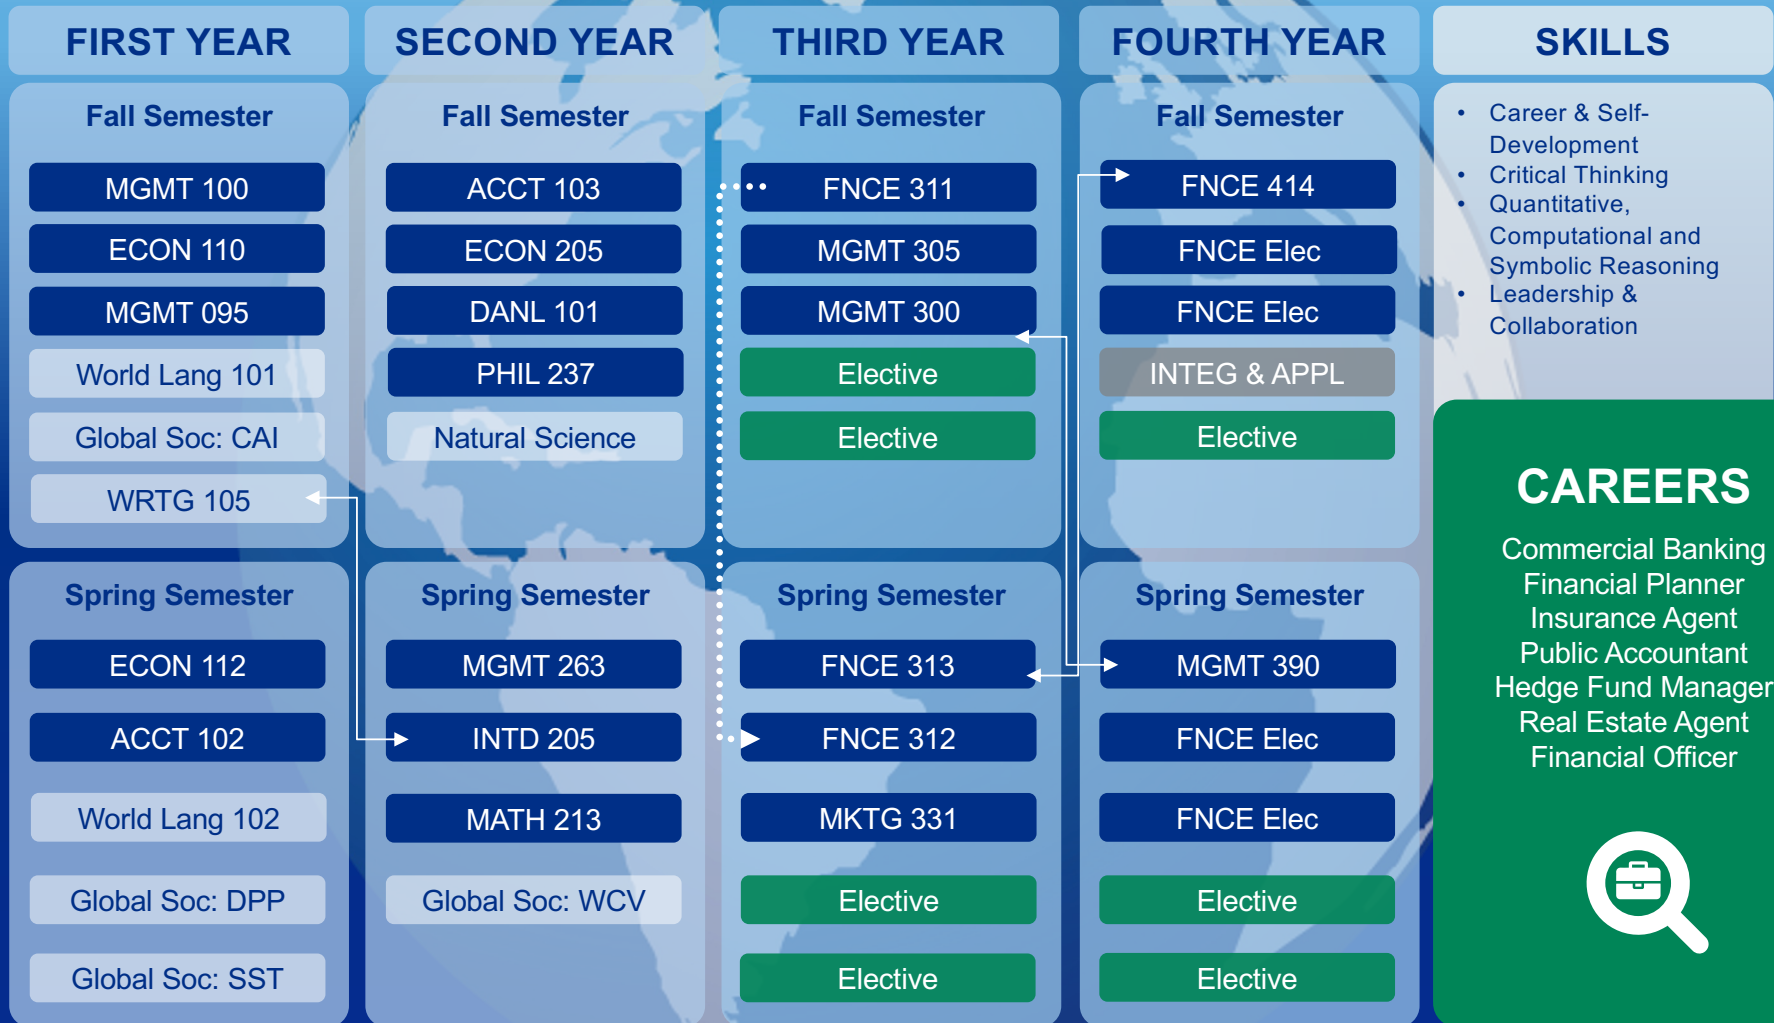 FIRST YEAR
Fall Semester
MGMT 100
ECON 110
MGMT 095
World Lang 101
Global Soc: CAI
WRTG 105
Spring Semester
ECON 112
ACCT 102
World Lang 102
Global Soc: DPP
Global Soc: SST
SECOND YEAR
Fall Semester
ACCT 103
ECON 205
DANL 101
PHIL 237
Natural Science
Spring Semester
MGMT 263
INTD 205
MATH 213
Global Soc: WCV
THIRD YEAR
Fall Semester
FNCE 311
MGMT 305
MGMT 300
Elective
Elective
Spring Semester
FNCE 313
FNCE 312
MKTG 331
Elective
Elective
FOURTH YEAR
Fall Semester
FNCE 414
FNCE Elec
FNCE Elec
INTEG & APPL
Elective
Spring Semester
MGMT 390
FNCE Elec
FNCE Elec
Elective
Elective
SKILLS
• Career & Self-
Development
• Critical Thinking
• Quantitative,
Computational and
Symbolic Reasoning
• Leadership &
Collaboration
CAREERS
Commercial Banking
Financial Planner
Insurance Agent
Public Accountant
Hedge Fund Manager
Real Estate Agent
Financial Officer